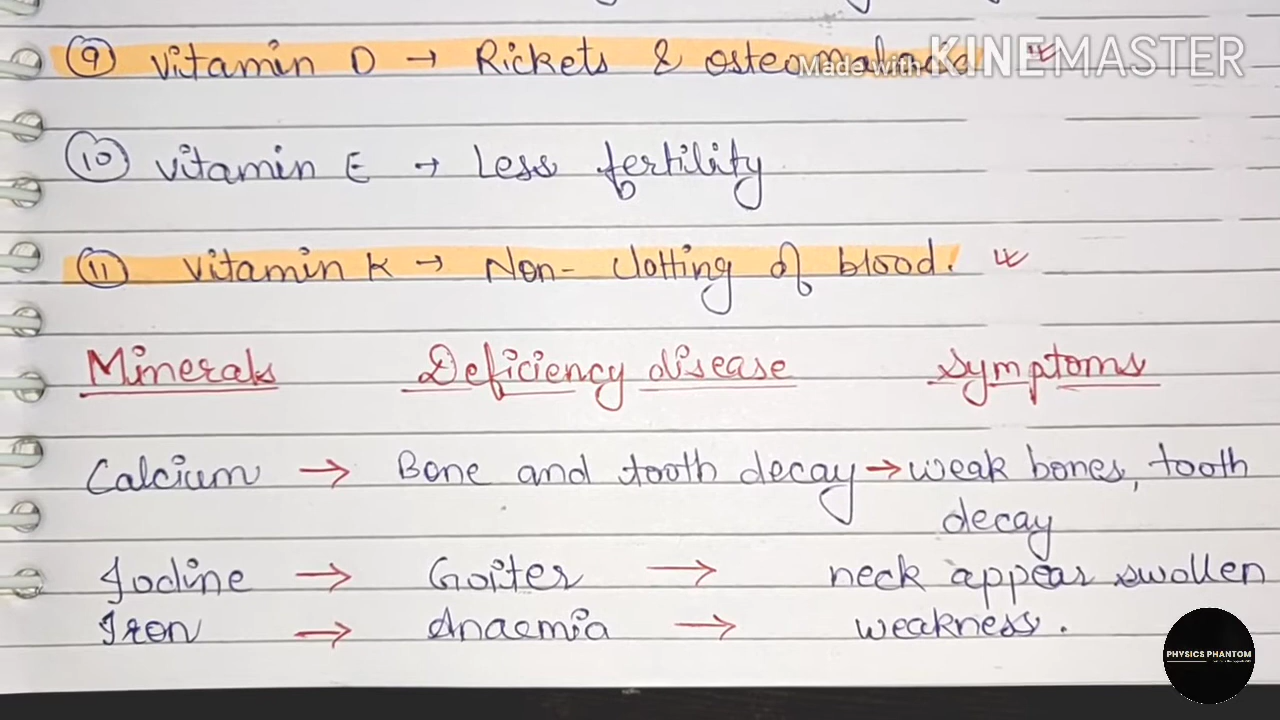 9 Vitamin D → Rickets & osteomalacia
Made with KINEMASTER
10 Vitamin E → Less fertility
11 Vitamin K → Non- clotting of blood.
Minerals Deficiency disease Symptoms
Calcium → Bone and tooth decay → weak bones, tooth
decay
Iodine → Goiter → neck appear swollen
Iron → Anaemia → weakness.
PHYSICS PHANTOM